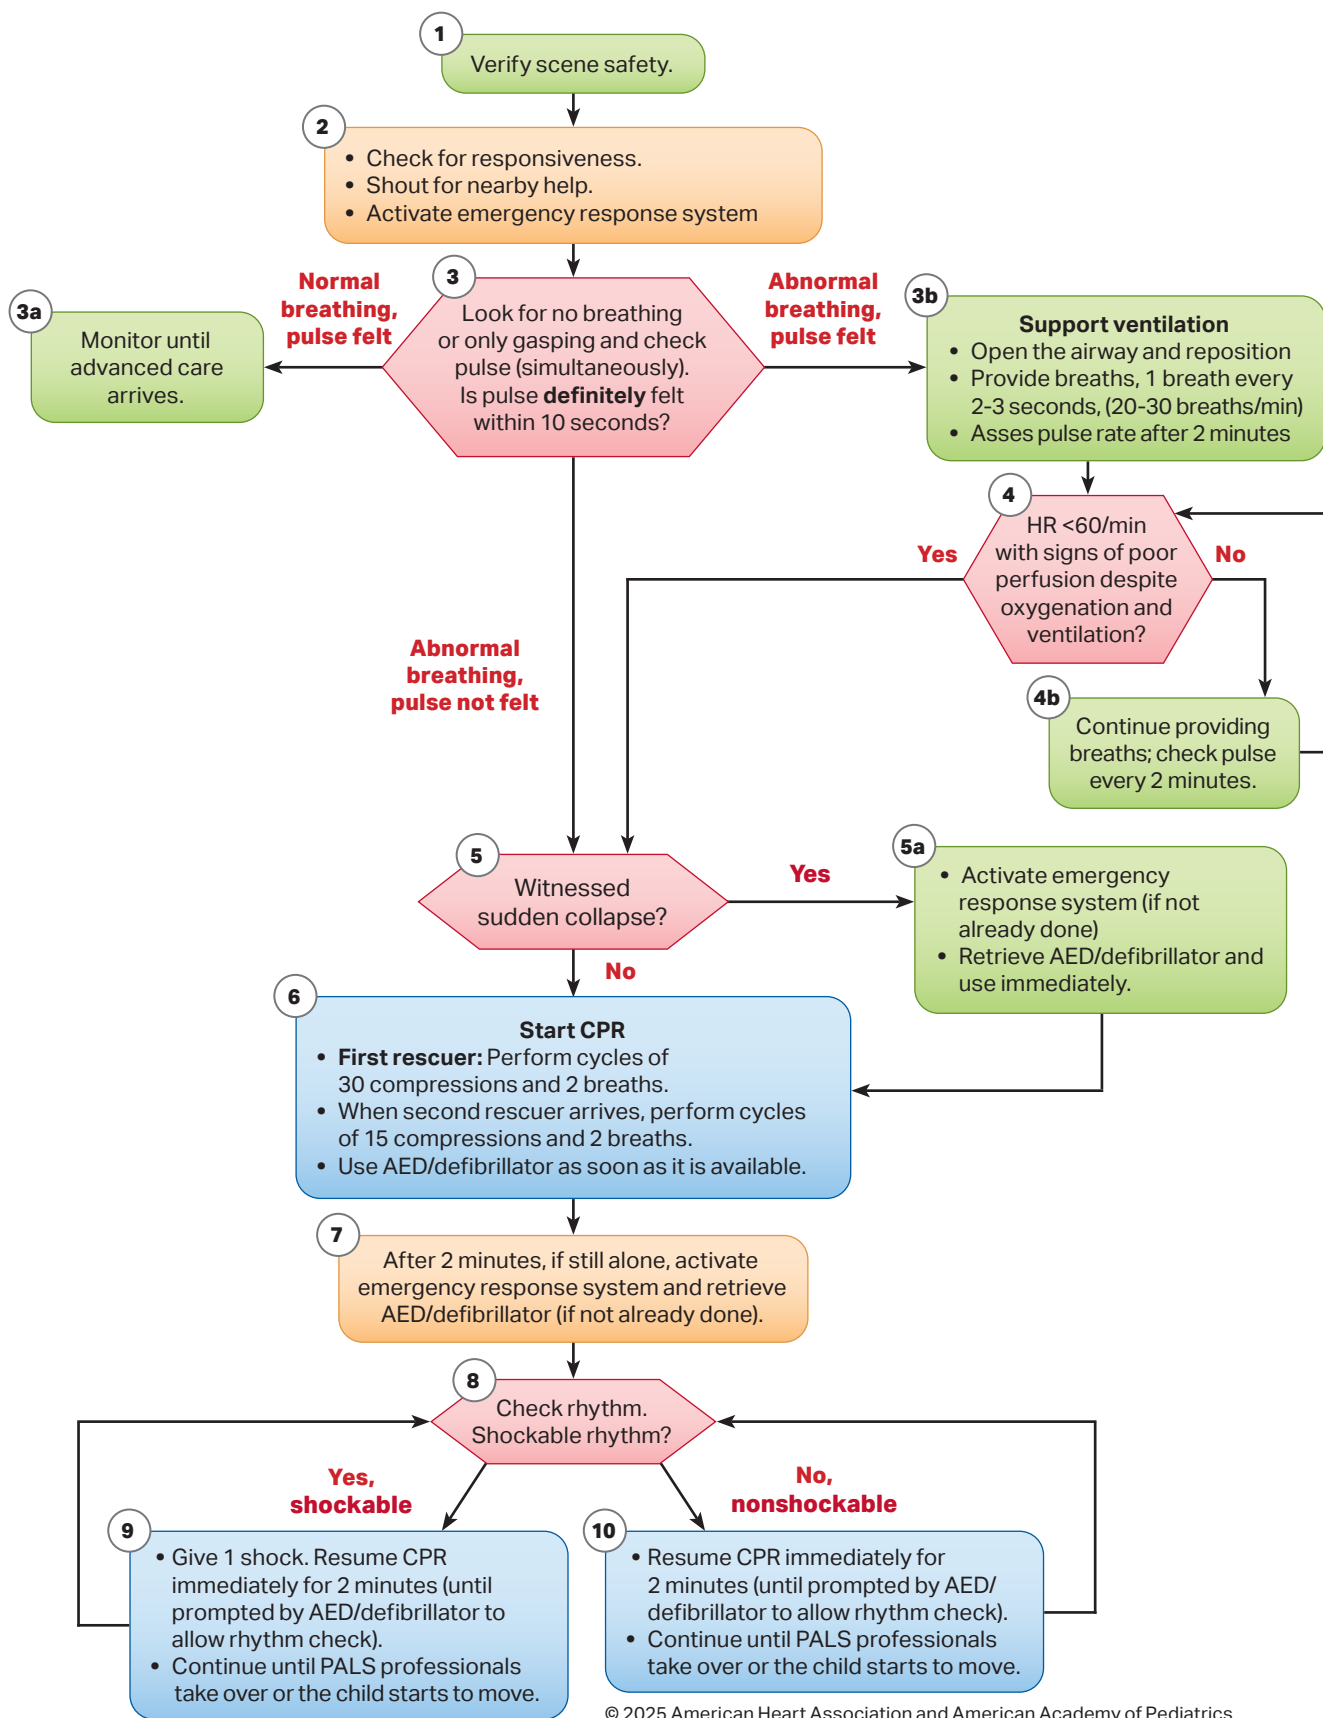 1
Verify scene safety.
2
• Check for responsiveness.
• Shout for nearby help.
• Activate emergency response system
Normal
breathing,
pulse felt
3
Look for no breathing
or only gasping and check
pulse (simultaneously).
Is pulse definitely felt
within 10 seconds?
Abnormal
breathing,
pulse felt
3a
Monitor until
advanced care
arrives.
3b
Support ventilation
• Open the airway and reposition
• Provide breaths, 1 breath every
2-3 seconds, (20-30 breaths/min)
• Asses pulse rate after 2 minutes
4
HR <60/min
with signs of poor
perfusion despite
oxygenation and
ventilation?
Yes
No
Abnormal
breathing,
pulse not felt
4b
Continue providing
breaths; check pulse
every 2 minutes.
5
Witnessed
sudden collapse?
Yes
No
5a
• Activate emergency
response system (if not
already done)
• Retrieve AED/defibrillator and
use immediately.
6
Start CPR
• First rescuer: Perform cycles of
30 compressions and 2 breaths.
• When second rescuer arrives, perform cycles
of 15 compressions and 2 breaths.
• Use AED/defibrillator as soon as it is available.
7
After 2 minutes, if still alone, activate
emergency response system and retrieve
AED/defibrillator (if not already done).
8
Check rhythm.
Shockable rhythm?
Yes,
shockable
No,
nonshockable
9
• Give 1 shock. Resume CPR
immediately for 2 minutes (until
prompted by AED/defibrillator to
allow rhythm check).
• Continue until PALS professionals
take over or the child starts to move.
10
• Resume CPR immediately for
2 minutes (until prompted by AED/
defibrillator to allow rhythm check).
• Continue until PALS professionals
take over or the child starts to move.
© 2025 American Heart Association and American Academy of Pediatrics